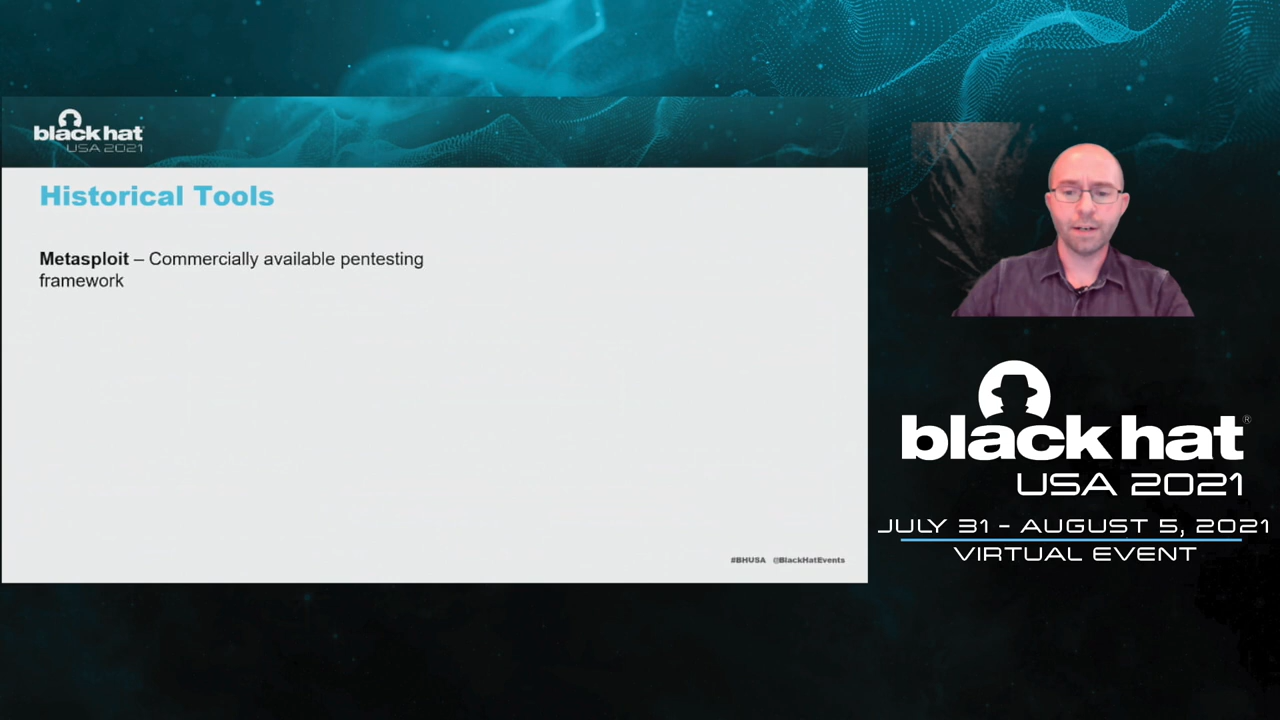 black hat
USA 2021
Historical Tools
Metasploit – Commercially available pentesting
framework
#BHUSA @BlackHatEvents
black hat®
USA 2021
JULY 31 - AUGUST 5, 2021
VIRTUAL EVENT